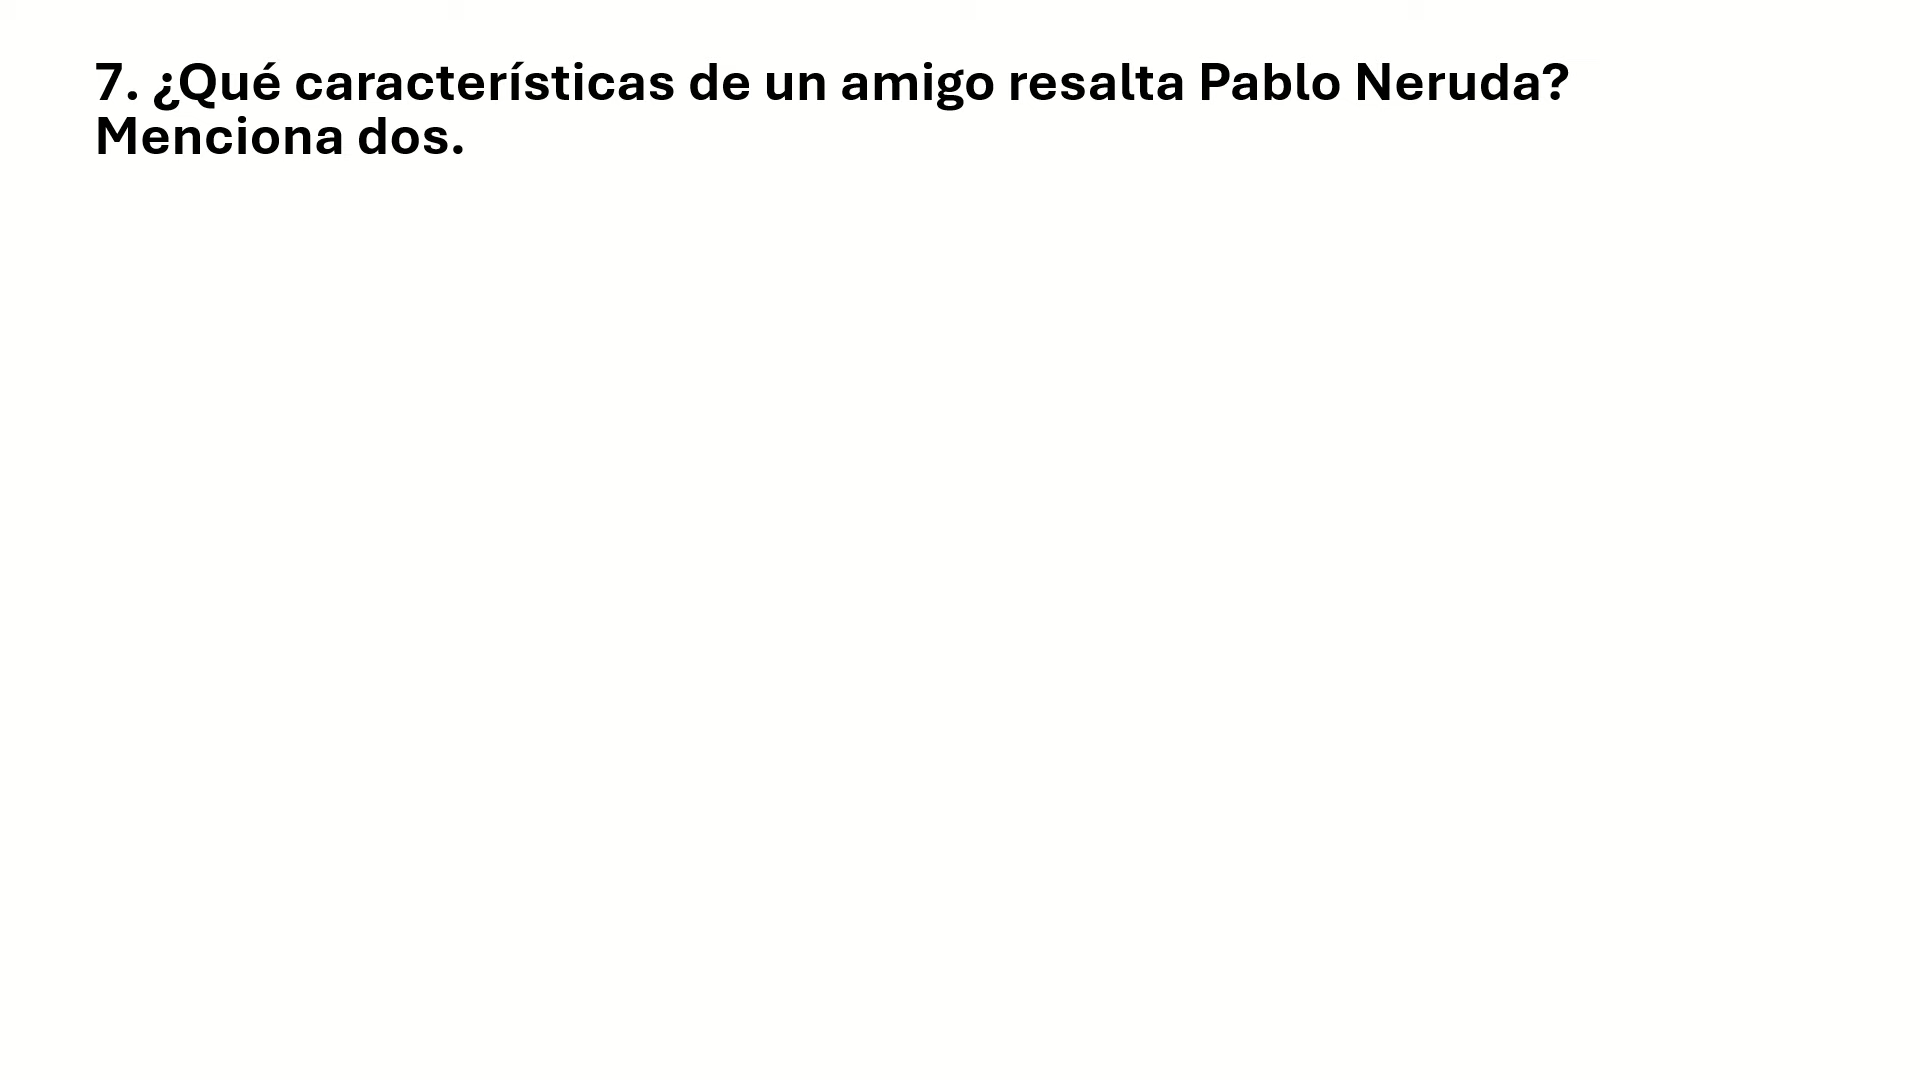 7. ¿Qué características de un amigo resalta Pablo Neruda?
Menciona dos.